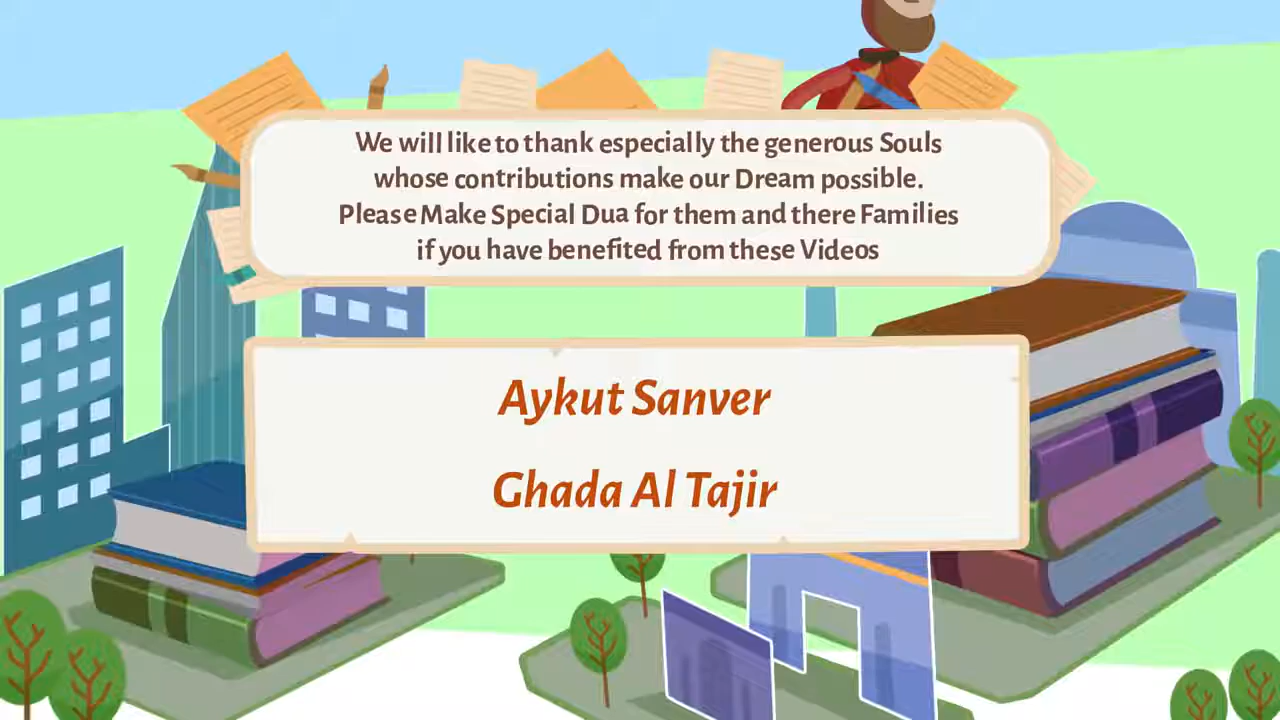 We will like to thank especially the generous Souls
whose contributions make our Dream possible.
Please Make Special Dua for them and there Families
if you have benefited from these Videos
Aykut Sanver
Ghada Al Tajir